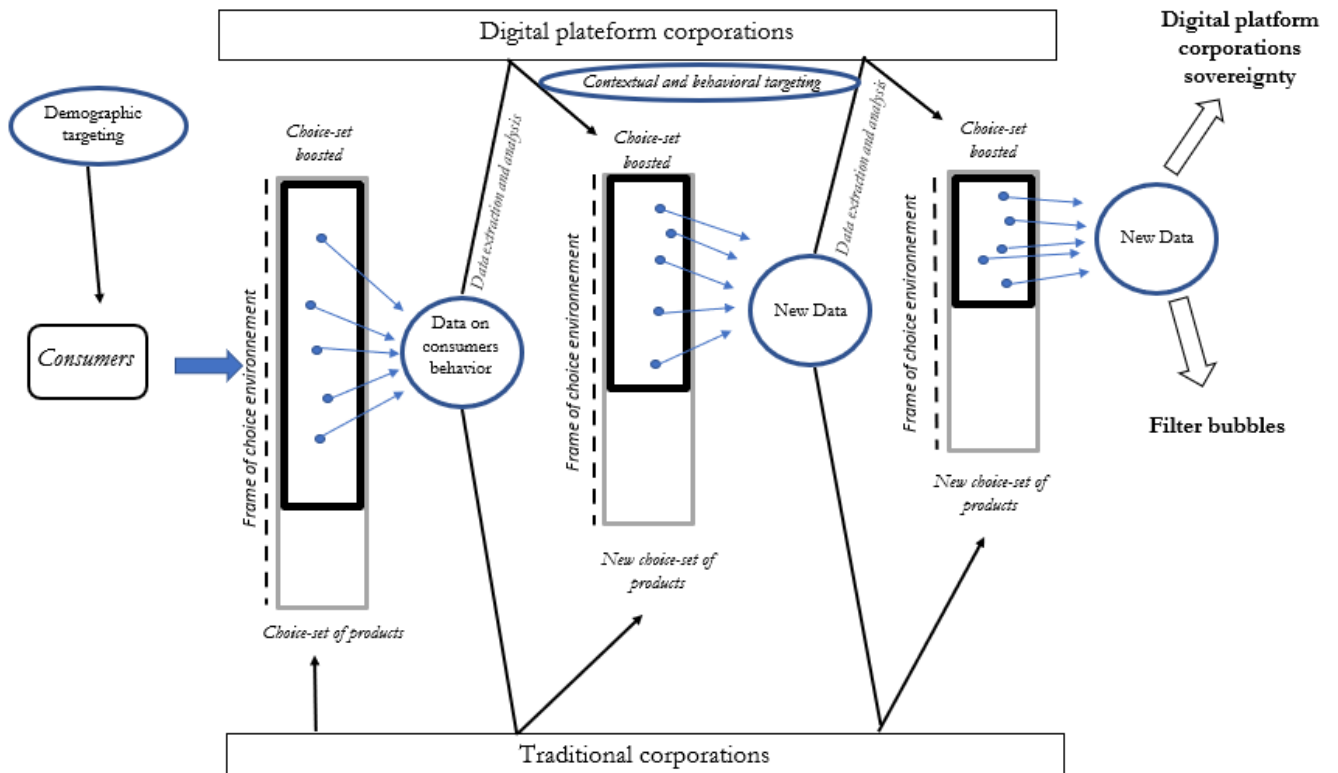 Digital plateform corporations
Digital platform
corporations
sovereignty
Demographic
targeting
Contextual and behavioral targeting
Choice-set
boosted
Data extraction and analysis
Choice-set
boosted
Data extraction and analysis
Choice-set
boosted
Consumers
Frame of choice environnement
Data on
consumers
behavior
Frame of choice environnement
New Data
Frame of choice environnement
New Data
Filter bubbles
Choice-set of products
New choice-set of
products
New choice-set of
products
Traditional corporations